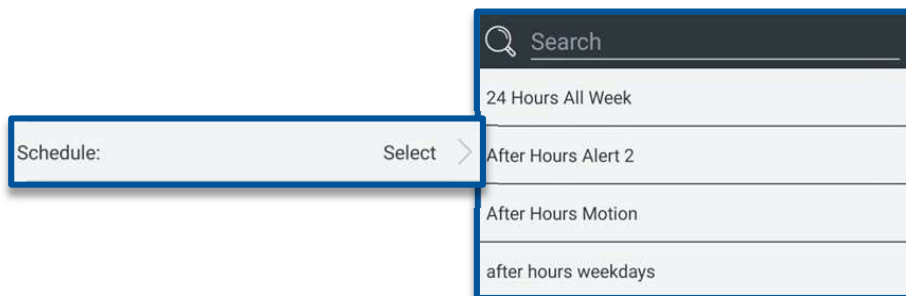 Search
24 Hours All Week
Schedule: Select
After Hours Alert 2
After Hours Motion
after hours weekdays